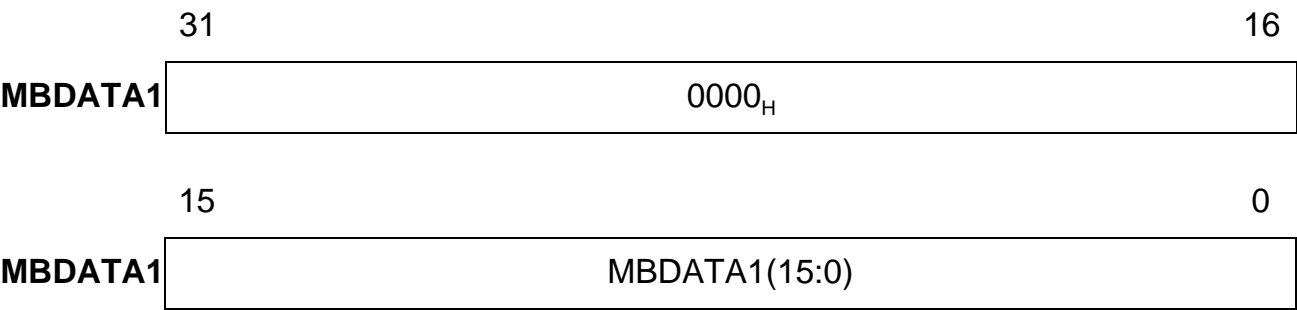 31 16
MBDATA1 0000H
15 0
MBDATA1 MBDATA1(15:0)